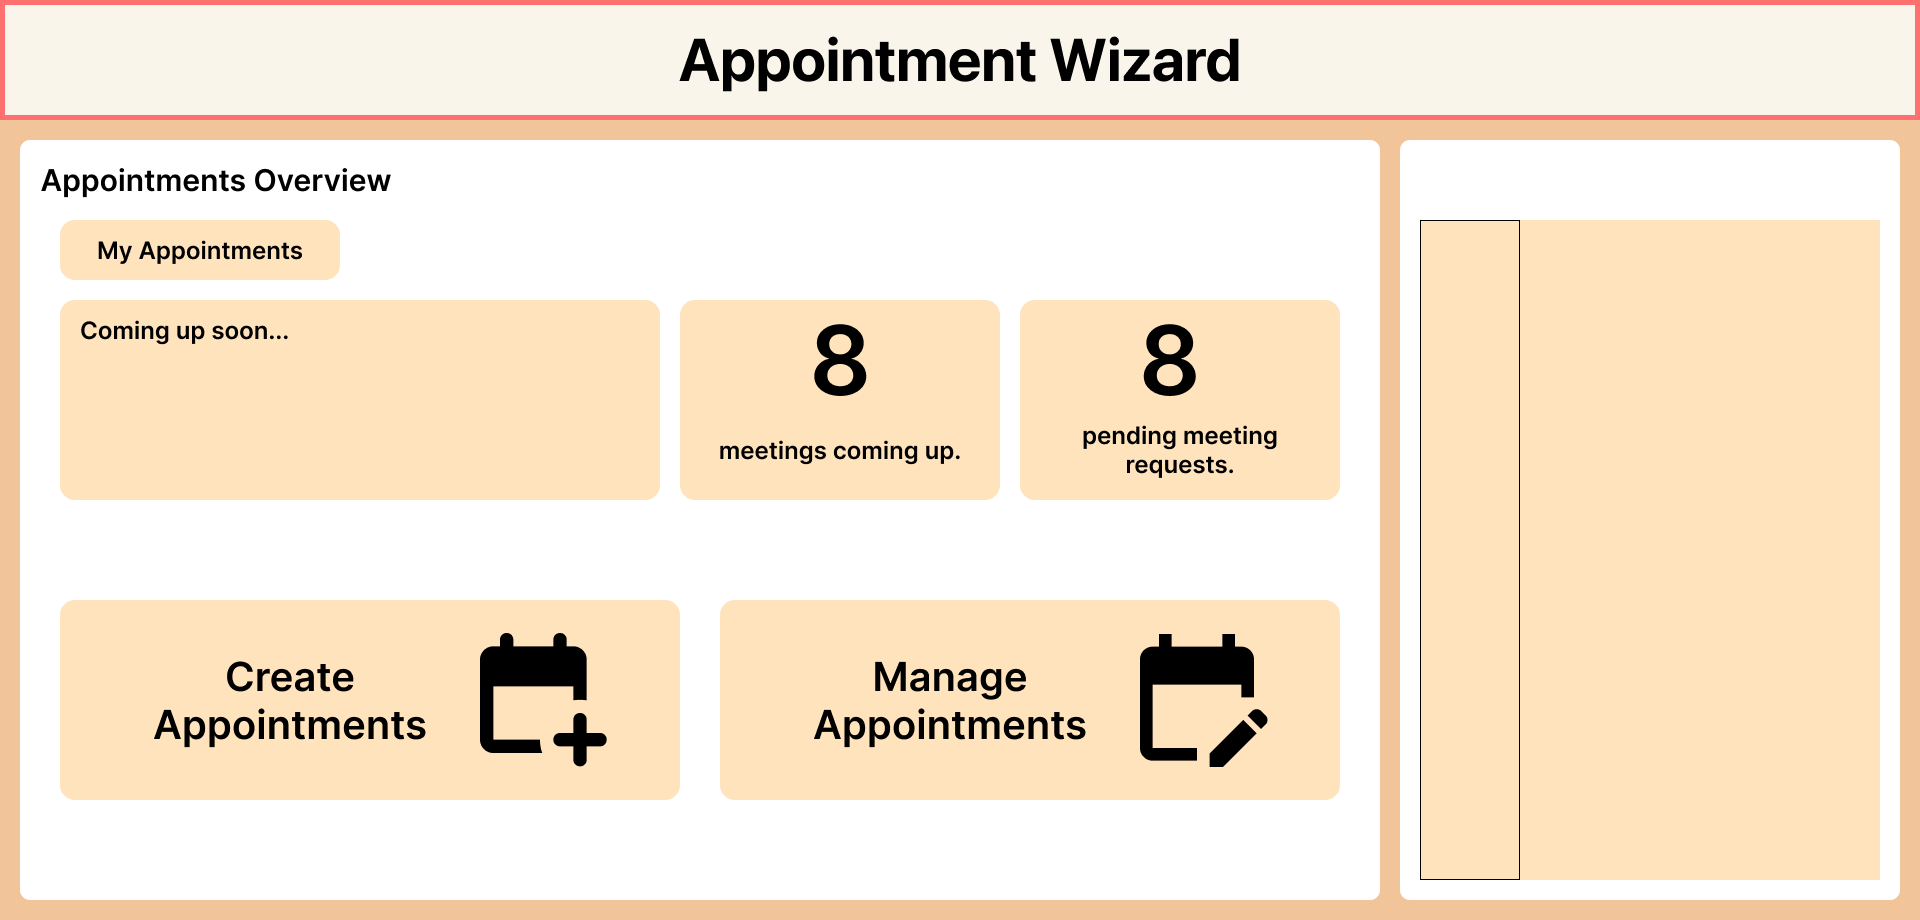 Appointment Wizard
Appointments Overview
My Appointments
Coming up soon...
8
meetings coming up.
8
pending meeting
requests.
Create
Appointments
Manage
Appointments